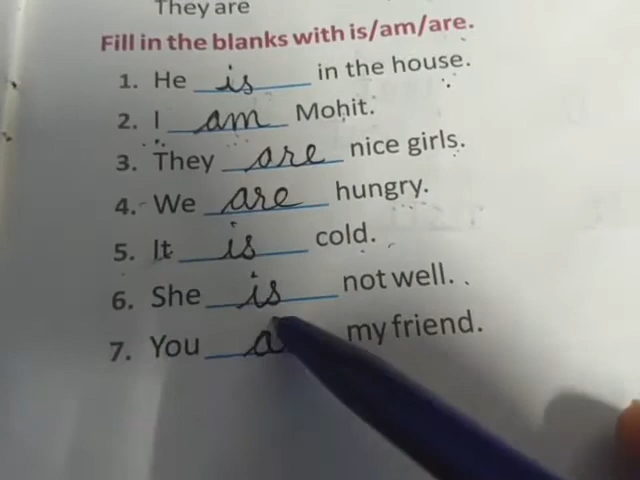 They are
Fill in the blanks with is/am/are.
1. He is in the house.
2. I am Mohit.
3. They are nice girls.
4. We are hungry.
5. It is cold.
6. She is not well.
7. You a my friend.